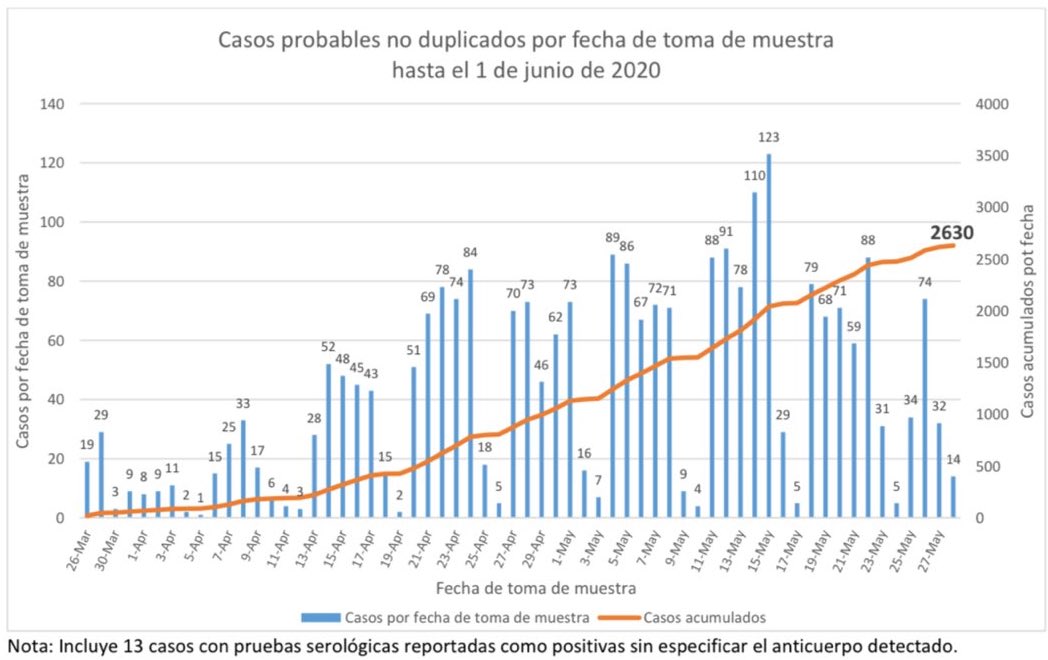 Casos probables no duplicados por fecha de toma de muestra
hasta el 1 de junio de 2020
Casos por fecha de toma de muestra
140
120
100
80
60
40
20
0
19
29
3
9
8
9
11
2
1
15
25
33
17
6
4
3
28
52
48
45
43
15
2
51
69
78
74
84
18
5
70
73
46
62
73
16
7
89
86
67
72
71
9
4
88
91
78
110
123
29
5
79
68
71
59
88
31
5
34
74
32
14
2630
4000
3500
3000
2500
2000
1500
1000
500
0
Casos acumulados pot fecha
26-Mar
30-Mar
1-Apr
3-Apr
5-Apr
7-Apr
9-Apr
11-Apr
13-Apr
15-Apr
17-Apr
19-Apr
21-Apr
23-Apr
25-Apr
27-Apr
29-Apr
1-May
3-May
5-May
7-May
9-May
11-May
13-May
15-May
17-May
19-May
21-May
23-May
25-May
27-May
Fecha de toma de muestra
Casos por fecha de toma de muestra
Casos acumulados
Nota: Incluye 13 casos con pruebas serológicas reportadas como positivas sin especificar el anticuerpo detectado.